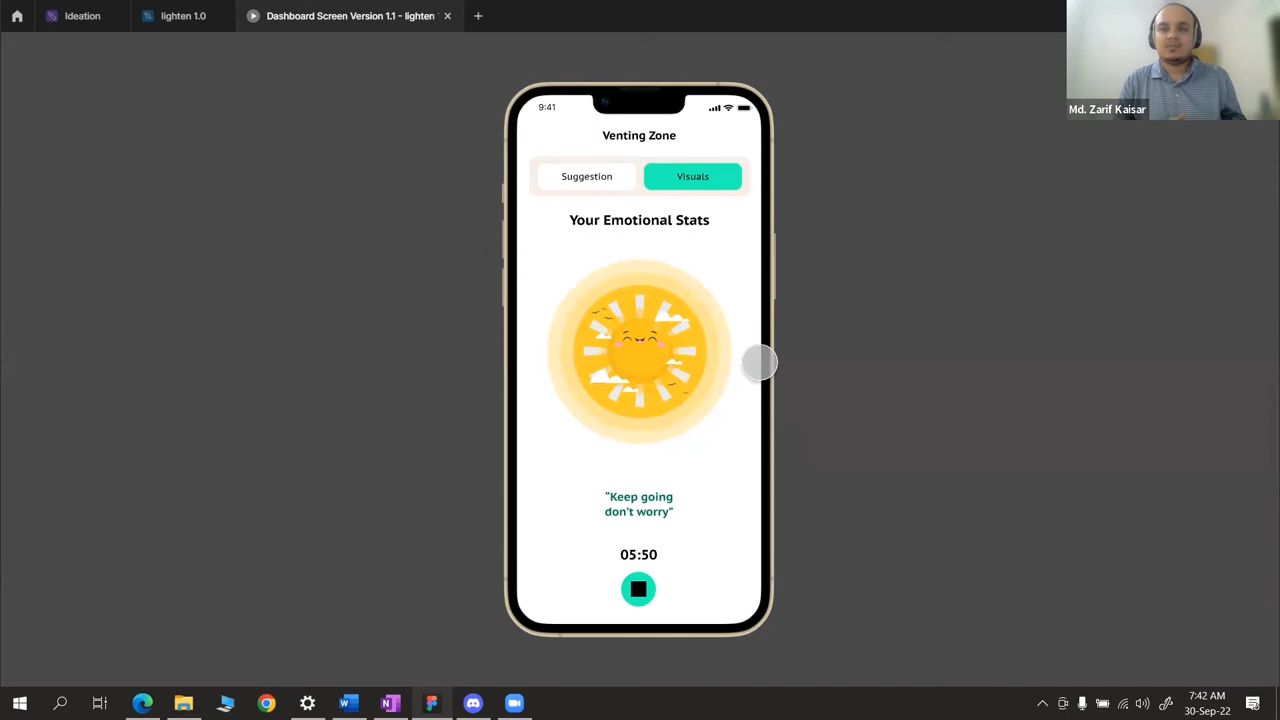 Ideation
lighten 1.0
Dashboard Screen Version 1.1 - lighten
Md. Zarif Kaisar
9:41
Venting Zone
Suggestion
Visuals
Your Emotional Stats
“Keep going
don't worry”
05:50
7:42 AM
30-Sep-22